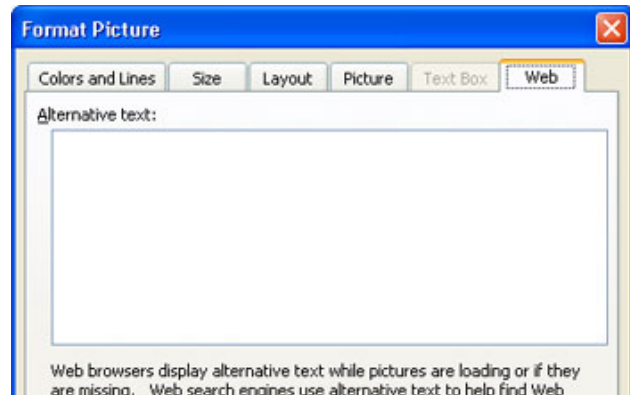 Format Picture
Colors and Lines Size Layout Picture Text Box Web
Alternative text:
Web browsers display alternative text while pictures are loading or if they
are missing. Web search engines use alternative text to help find Web